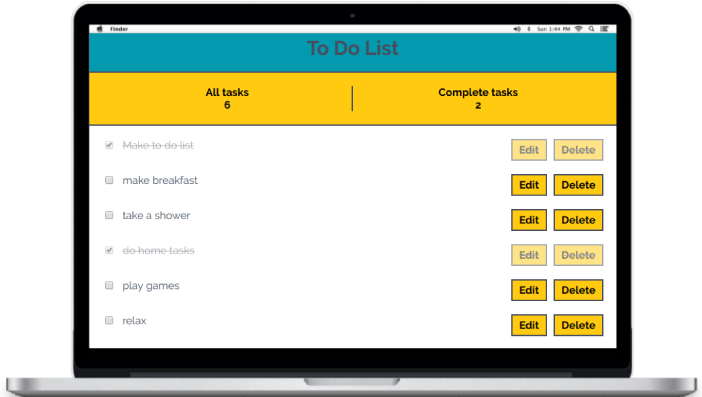 Finder
Sun 1:44 PM
To Do List
All tasks
6
Complete tasks
2
Make to do list
Edit Delete
make breakfast
Edit Delete
take a shower
Edit Delete
do home tasks
Edit Delete
play games
Edit Delete
relax
Edit Delete